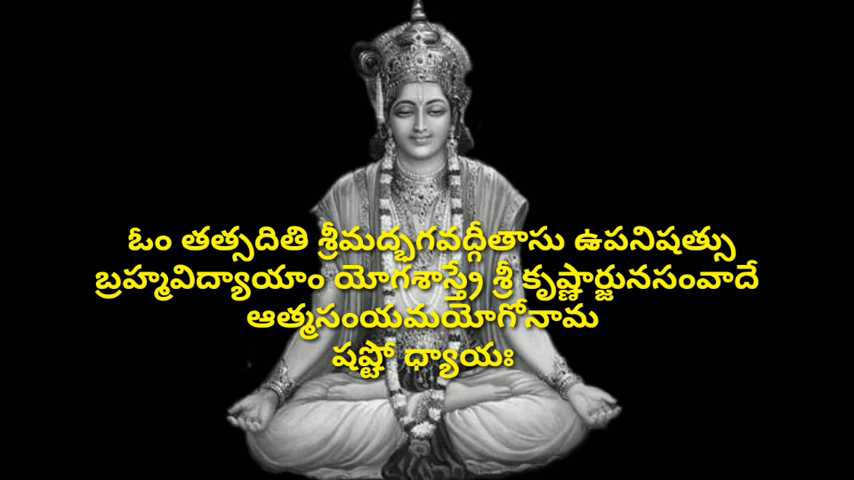 ఓం తత్సదితి శ్రీమద్భగవద్గీతాసు ఉపనిషత్సు
బ్రహ్మవిద్యాయాం యోగశాస్త్రే శ్రీ కృష్ణార్జునసంవాదే
ఆత్మసంయమయోగోనామ
షష్టో ధ్యాయః